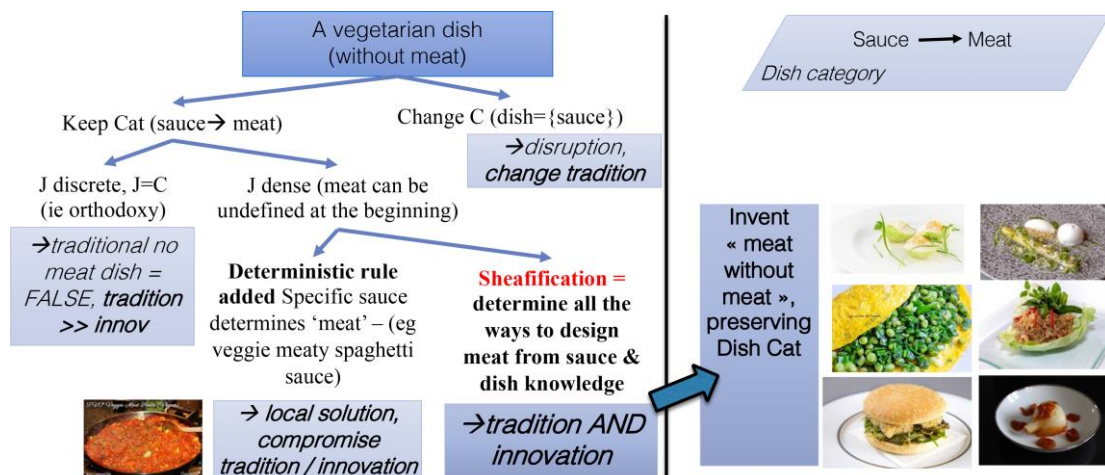 A vegetarian dish
(without meat)
Keep Cat (sauce→ meat)
Change C (dish={sauce})
→disruption,
change tradition
J discrete, J=C
(ie orthodoxy)
→traditional no
meat dish =
FALSE, tradition
>> innov
J dense (meat can be
undefined at the beginning)
Deterministic rule
added Specific sauce
determines ‘meat’ – (eg
veggie meaty spaghetti
sauce)
→ local solution,
compromise
tradition / innovation
Sheafification =
determine all the
ways to design
meat from sauce &
dish knowledge
→tradition AND
innovation
Sauce → Meat
Dish category
Invent
« meat
without
meat »,
preserving
Dish Cat